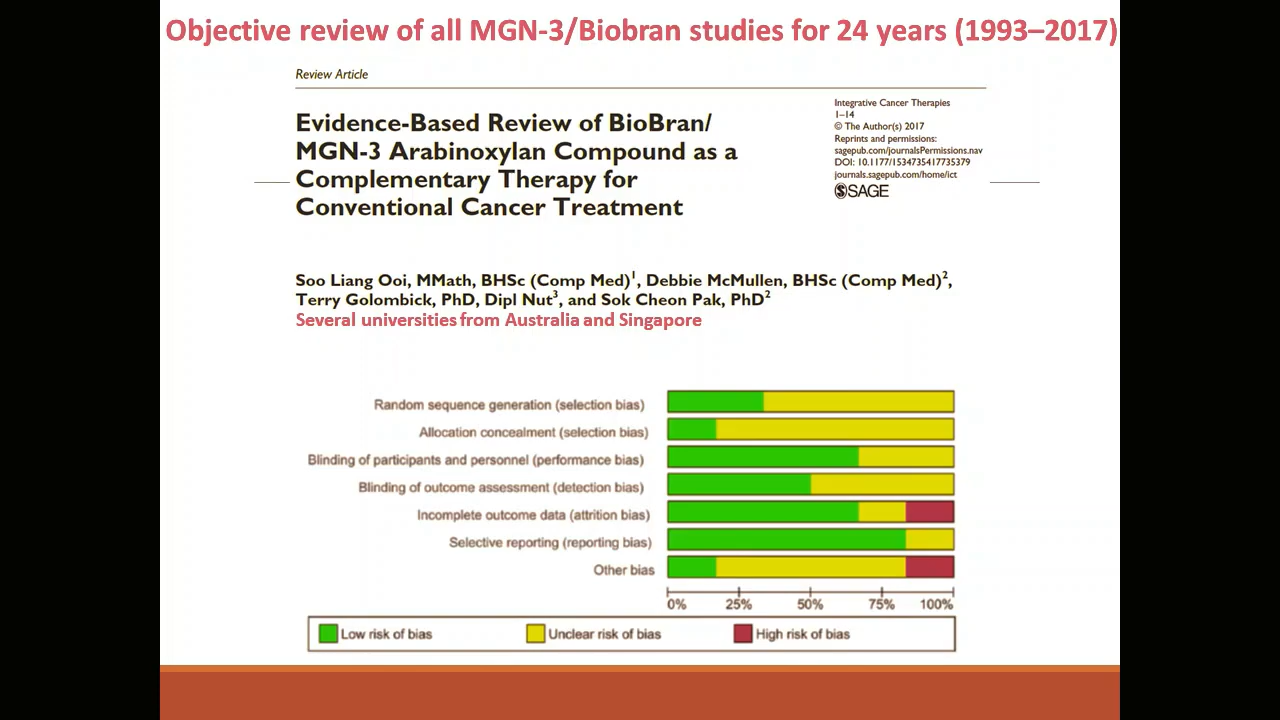 Objective review of all MGN-3/Biobran studies for 24 years (1993–2017)
Review Article
Evidence-Based Review of BioBran/
MGN-3 Arabinoxylan Compound as a
Complementary Therapy for
Conventional Cancer Treatment
Integrative Cancer Therapies
1–14
© The Author(s) 2017
Reprints and permissions:
sagepub.com/journalsPermissions.nav
DOI: 10.1177/1534735417735379
journals.sagepub.com/home/ict
SAGE
Soo Liang Ooi, MMath, BHSc (Comp Med)1, Debbie McMullen, BHSc (Comp Med)2,
Terry Golombick, PhD, Dipl Nut3, and Sok Cheon Pak, PhD2
Several universities from Australia and Singapore
Random sequence generation (selection bias)
Allocation concealment (selection bias)
Blinding of participants and personnel (performance bias)
Blinding of outcome assessment (detection bias)
Incomplete outcome data (attrition bias)
Selective reporting (reporting bias)
Other bias
0% 25% 50% 75% 100%
Low risk of bias Unclear risk of bias High risk of bias